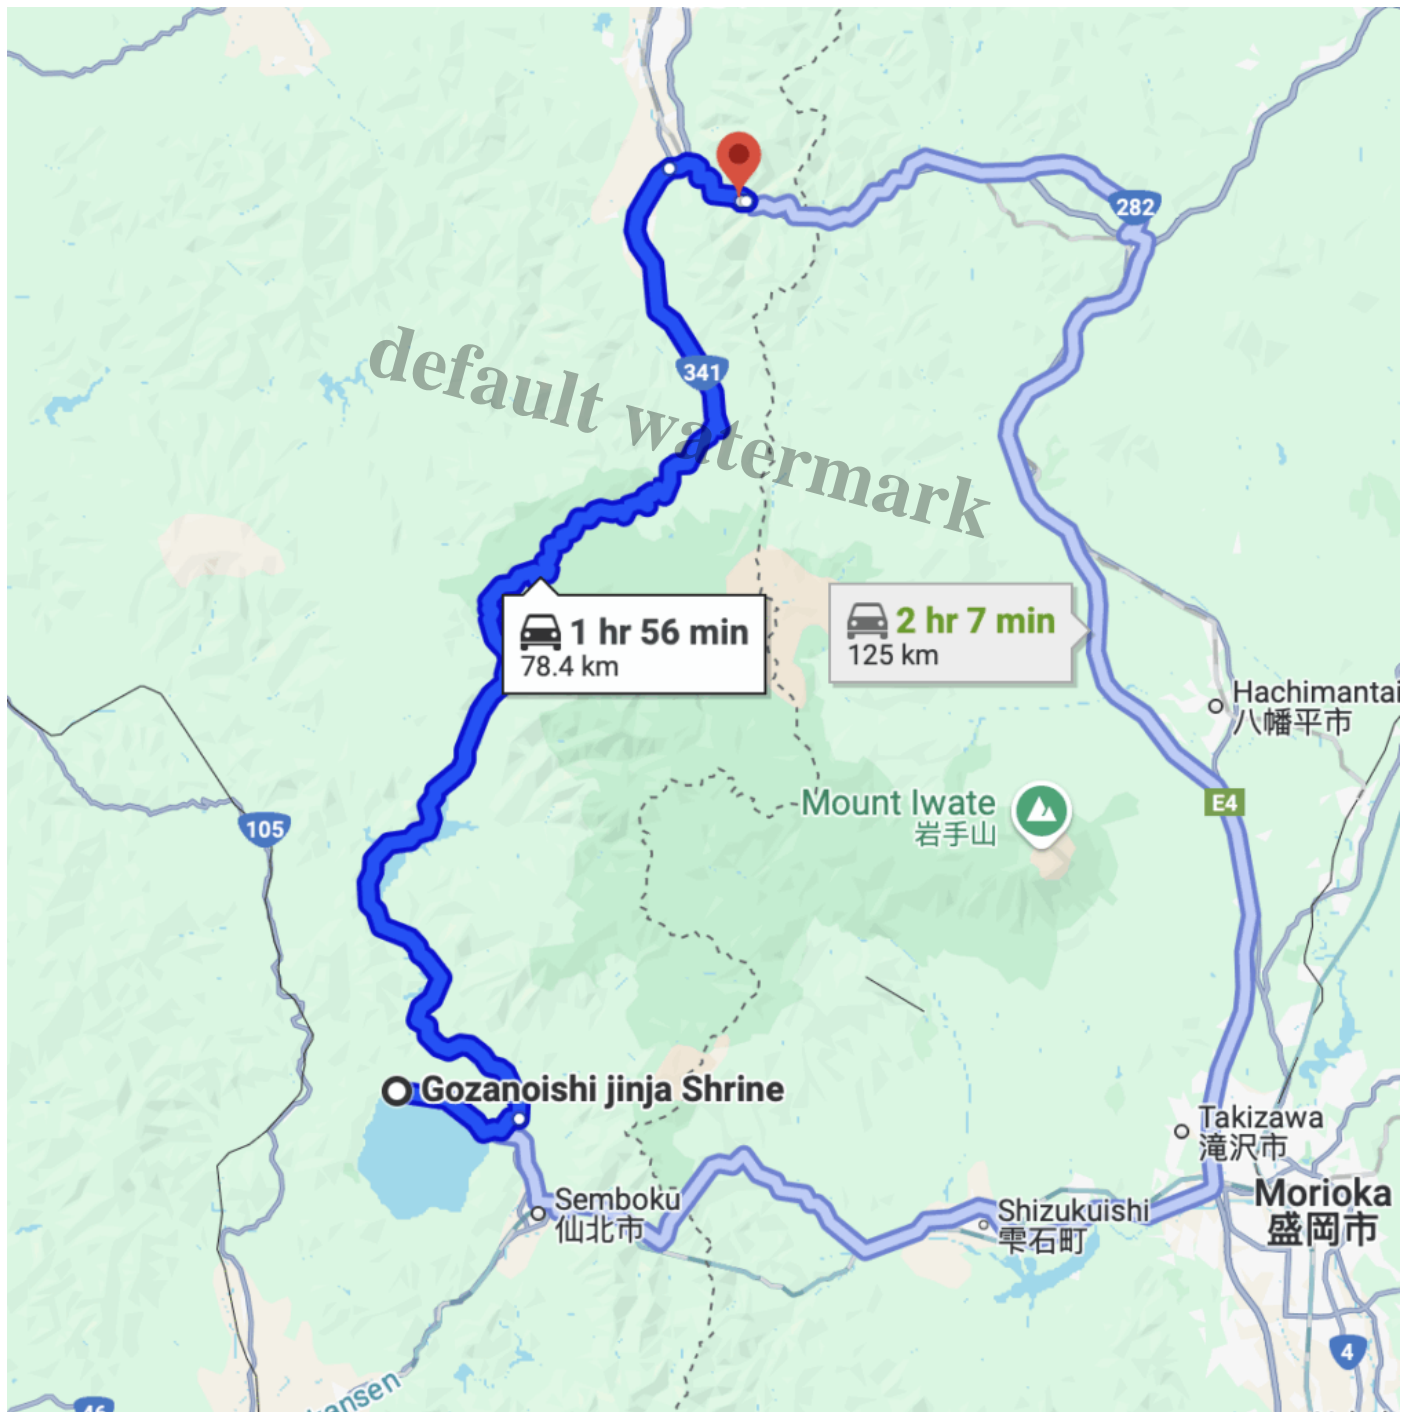 282
341
default watermark
1 hr 56 min
78.4 km
2 hr 7 min
125 km
Hachimantai
八幡平市
E4
Mount Iwate
岩手山
105
Gozanoishi jinja Shrine
Takizawa
滝沢市
Semboku
仙北市
Shizukuishi
雫石町
Morioka
盛岡市
4
ansen
46